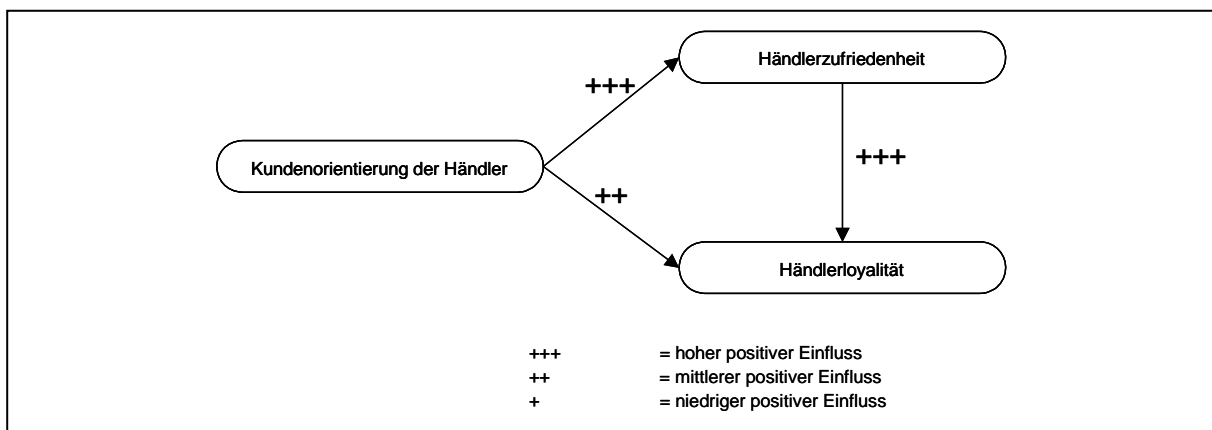 Händlerzufriedenheit
+++
Kundenorientierung der Händler
+++
++
Händlerloyalität
+++ = hoher positiver Einfluss
++ = mittlerer positiver Einfluss
+ = niedriger positiver Einfluss